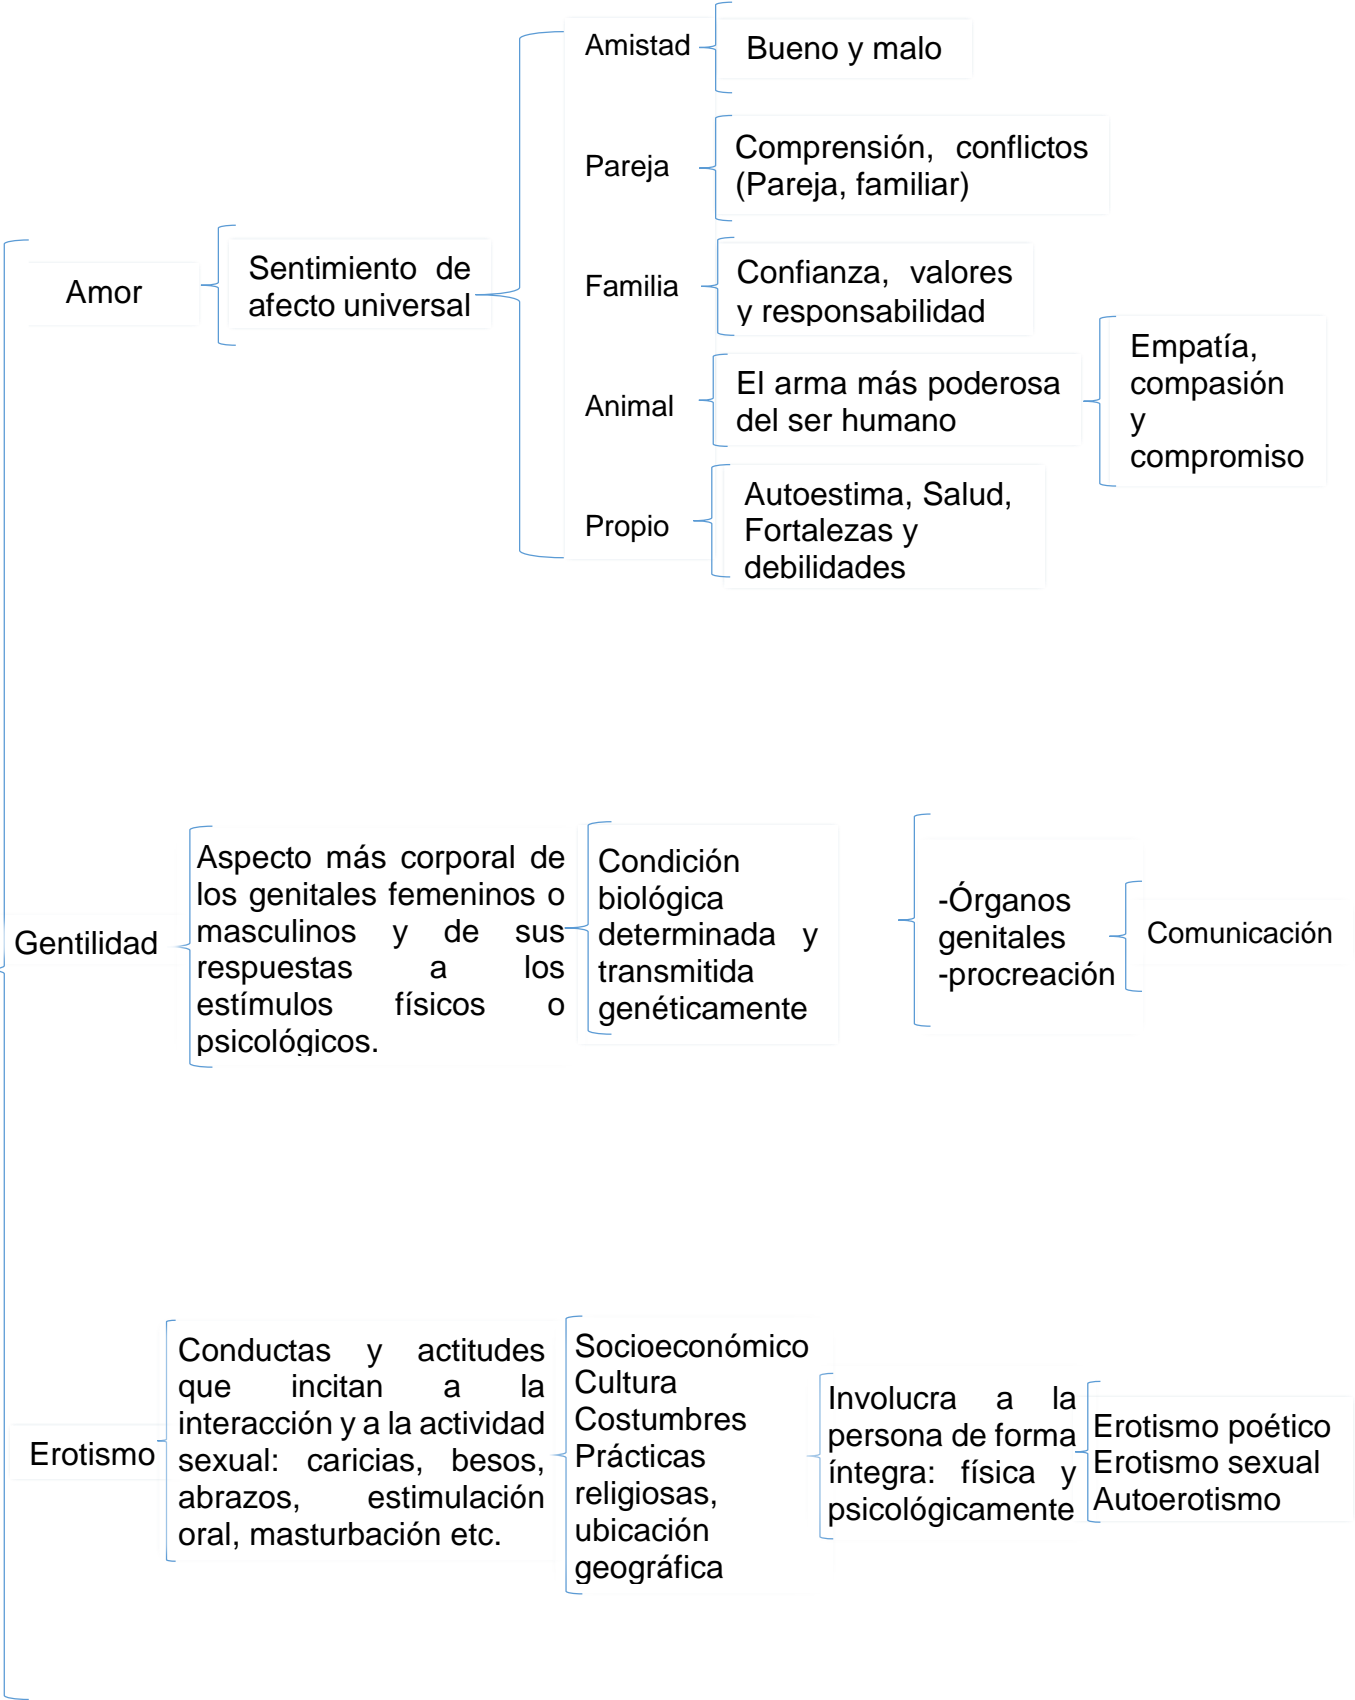 Amor
Sentimiento de
afecto universal
Amistad
Bueno y malo
Pareja
Comprensión, conflictos
(Pareja, familiar)
Familia
Confianza, valores
y responsabilidad
Animal
El arma más poderosa
del ser humano
Empatía,
compasión
y
compromiso
Propio
Autoestima, Salud,
Fortalezas y
debilidades
Gentilidad
Aspecto más corporal de
los genitales femeninos o
masculinos y de sus
respuestas a los
estímulos físicos o
psicológicos.
Condición
biológica
determinada y
transmitida
genéticamente
-Órganos
genitales
-procreación
Comunicación
Erotismo
Conductas y actitudes
que incitan a la
interacción y a la actividad
sexual: caricias, besos,
abrazos, estimulación
oral, masturbación etc.
Socioeconómico
Cultura
Costumbres
Prácticas
religiosas,
ubicación
geográfica
Involucra a la
persona de forma
íntegra: física y
psicológicamente
Erotismo poético
Erotismo sexual
Autoerotismo